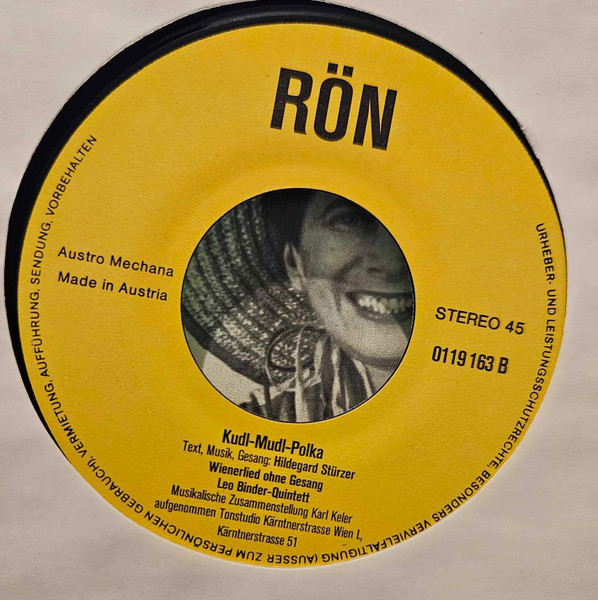 RÖN
Austro Mechana
Made in Austria
STEREO 45
0119163 B
Kudl-Mudl-Polka
Text, Musik, Gesang: Hildegard Stürzer
Wienerlied ohne Gesang
Leo Binder-Quintett
Musikalische Zusammenstellung Karl Keler
aufgenommen Tonstudio Kärntnerstrasse Wien I.,
Kärntnerstrasse 51
URHEBER- UND LEISTUNGSSCHUTZRECHTE, BESONDERS VERVIELFÄLTIGUNG (AUSSER ZUM PERSÖNLICHEN GEBRAUCH), VERMIETUNG, AUFFÜHRUNG, SENDUNG, VORBEHALTEN